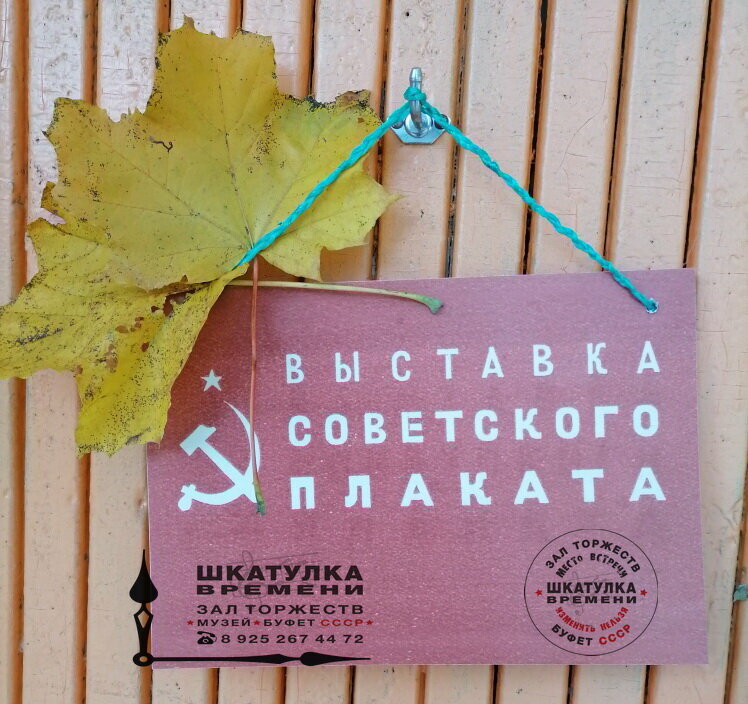 ВЫСТАВКА
СОВЕТСКОГО
ПЛАКАТА
ШКАТУЛКА
ВРЕМЕНИ
ЗАЛ ТОРЖЕСТВ
★МУЗЕЙ★БУФЕТ СССР★
☎8 925 267 44 72
ЗАЛ ТОРЖЕСТВ
МЕСТО ВСТРЕЧИ
★ШКАТУЛКА★
ВРЕМЕНИ
ИЗМЕНЯТЬ НЕЛЬЗЯ
БУФЕТ СССР